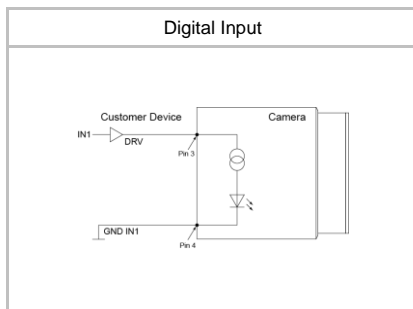 Digital Input
Customer Device
Camera
IN1
DRV
Pin 3
GND IN1
Pin 4